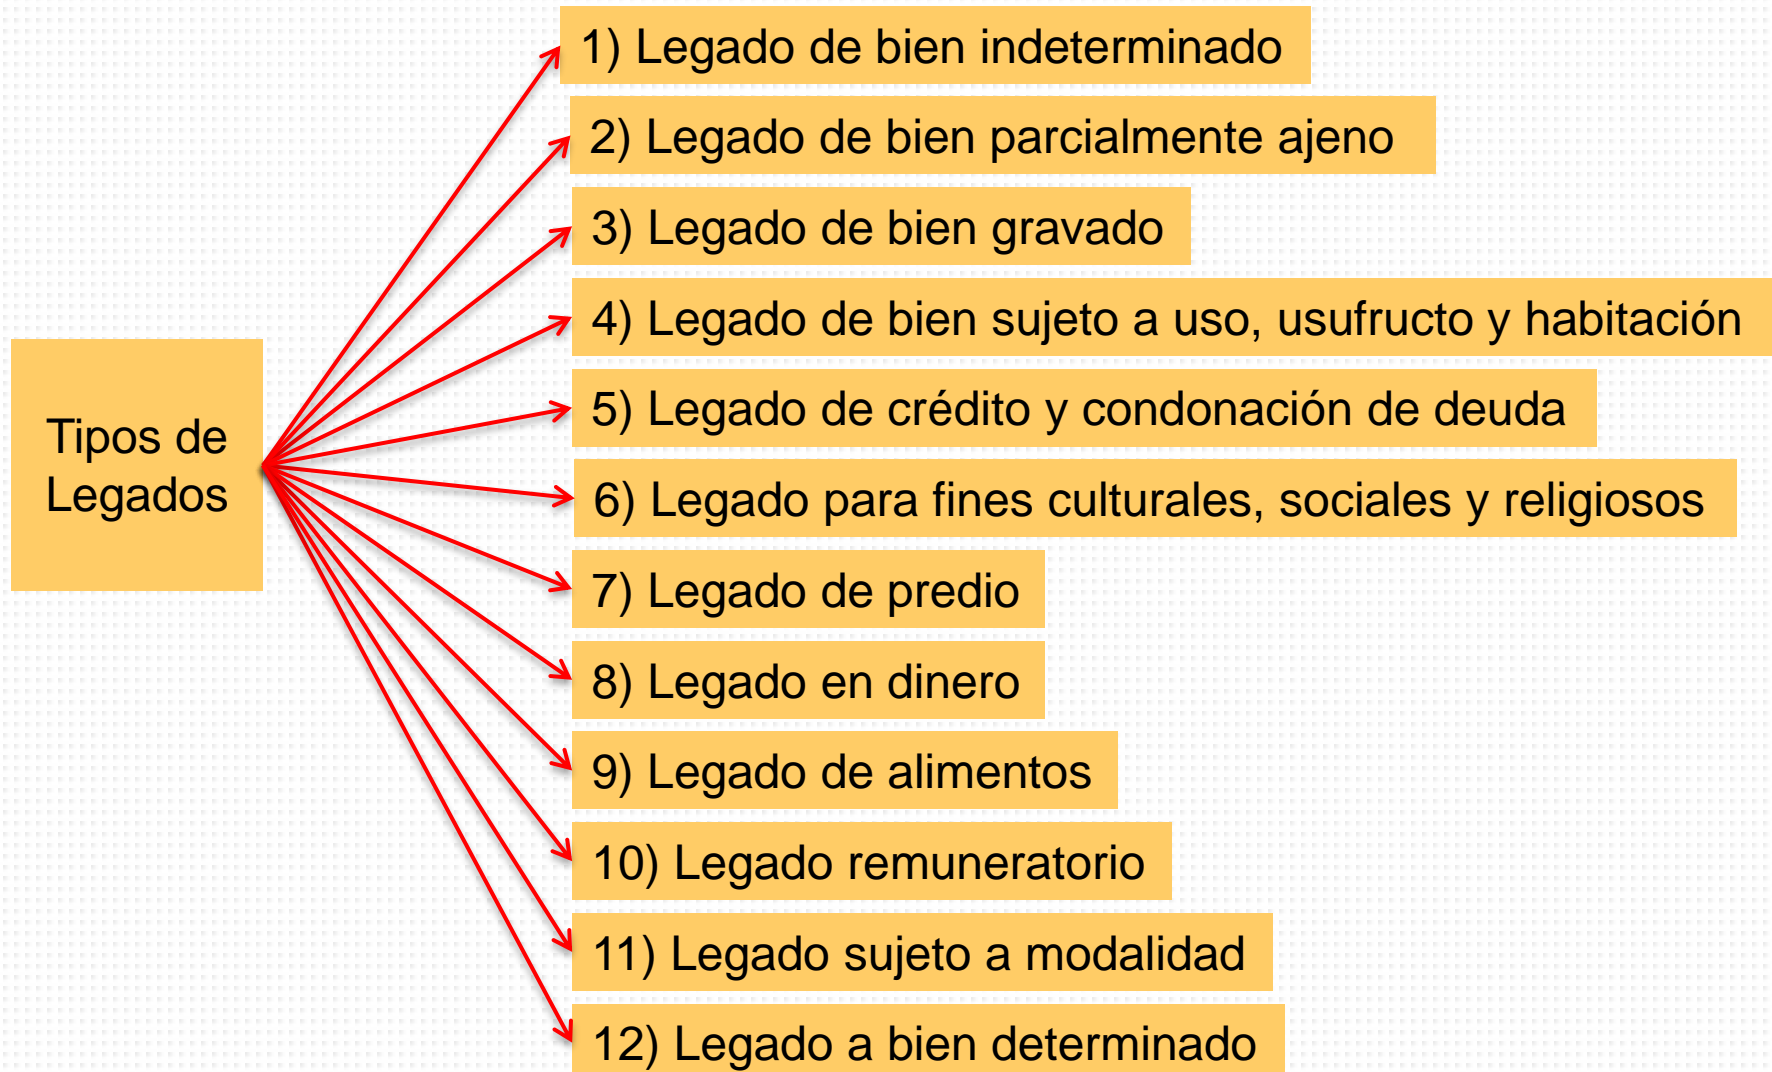 Tipos de
Legados
1) Legado de bien indeterminado
2) Legado de bien parcialmente ajeno
3) Legado de bien gravado
4) Legado de bien sujeto a uso, usufructo y habitación
5) Legado de crédito y condonación de deuda
6) Legado para fines culturales, sociales y religiosos
7) Legado de predio
8) Legado en dinero
9) Legado de alimentos
10) Legado remuneratorio
11) Legado sujeto a modalidad
12) Legado a bien determinado